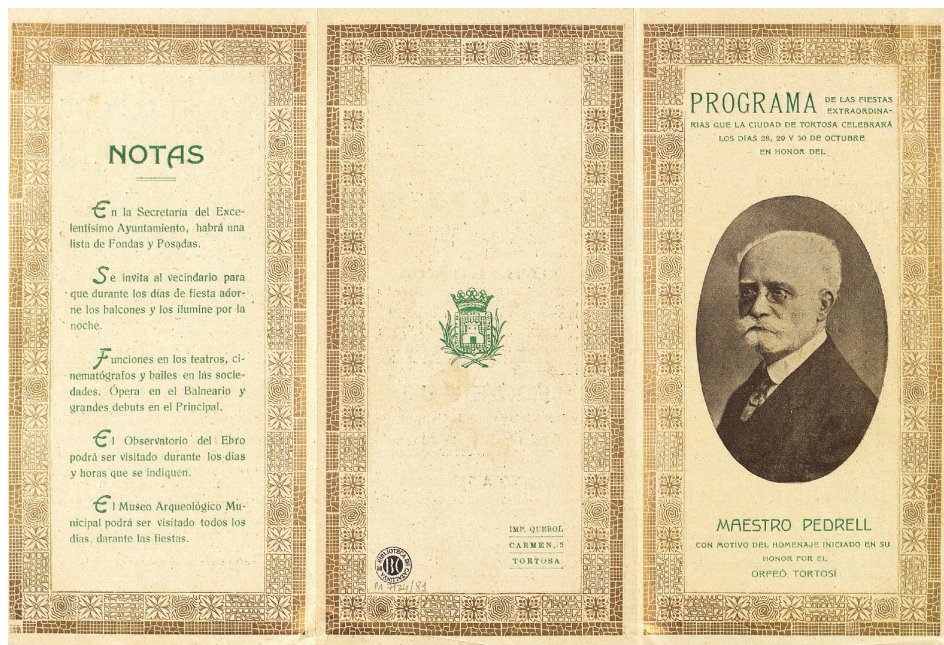 NOTAS
En la Secretaría del Exce-
lentísimo Ayuntamiento, habrá una
lista de Fondas y Posadas.
Se invita al vecindario para
que durante los días de fiesta ador-
ne los balcones y los ilumine por la
noche.
Funciones en los teatros, ci-
nematógrafos y bailes en las socie-
dades. Ópera en el Balneario y
grandes debuts en el Principal.
El Observatorio del Ebro
podrá ser visitado durante los días
y horas que se indiquen.
El Museo Arqueológico Mu-
nicipal podrá ser visitado todos los
días, darante las fiestas.
IMP. QUEROL
CARMEN, 3
TORTOSA
BIBLIOTECA DE CATALUNYA
BC
PROGRAMA DE LAS FIESTAS
EXTRAORDINA-
RIAS QUE LA CIUDAD DE TORTOSA CELEBRARÁ
LOS DÍAS 28, 29 Y 30 DE OCTUBRE
EN HONOR DEL
MAESTRO PEDRELL
CON MOTIVO DEL HOMENAJE INICIADO EN SU
HONOR POR EL
ORFEÓ TORTOSÍ